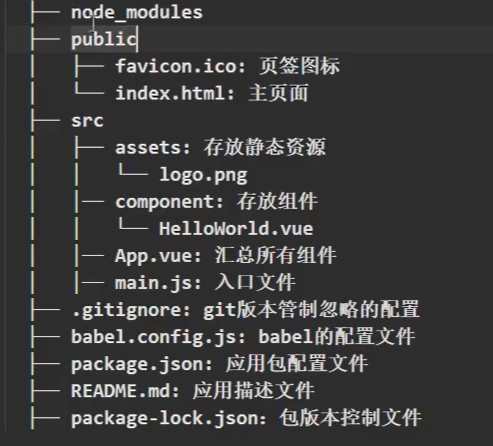 ├── node_modules
├── public
│   ├── favicon.ico: 页签图标
│   └── index.html: 主页面
├── src
│   ├── assets: 存放静态资源
│   │   └── logo.png
│   │── component: 存放组件
│   │   └── HelloWorld.vue
│   │── App.vue: 汇总所有组件
│   │── main.js: 入口文件
├── .gitignore: git版本管制忽略的配置
├── babel.config.js: babel的配置文件
├── package.json: 应用包配置文件
├── README.md: 应用描述文件
├── package-lock.json: 包版本控制文件